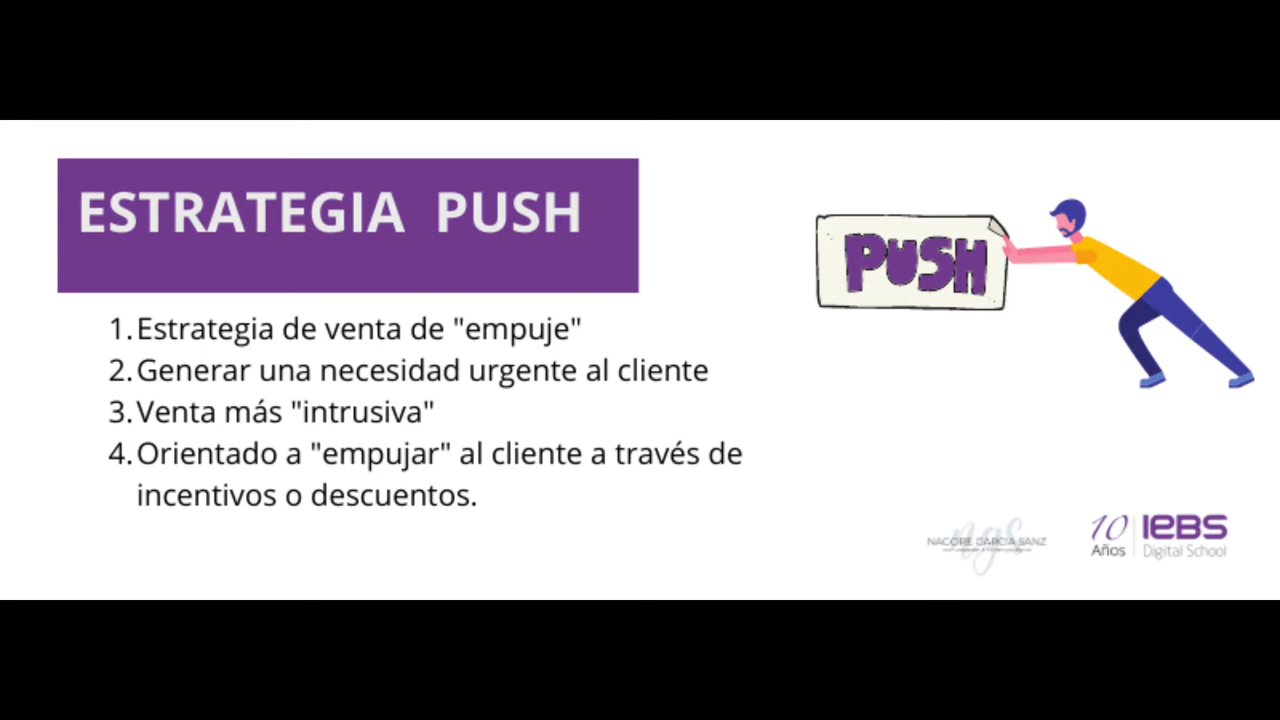 ESTRATEGIA PUSH
PUSH
1. Estrategia de venta de "empuje"
2. Generar una necesidad urgente al cliente
3. Venta más "intrusiva"
4. Orientado a "empujar" al cliente a través de
incentivos o descuentos.
ngs
NACORE GARCIA SANZ
10 Años
IEBS
Digital School